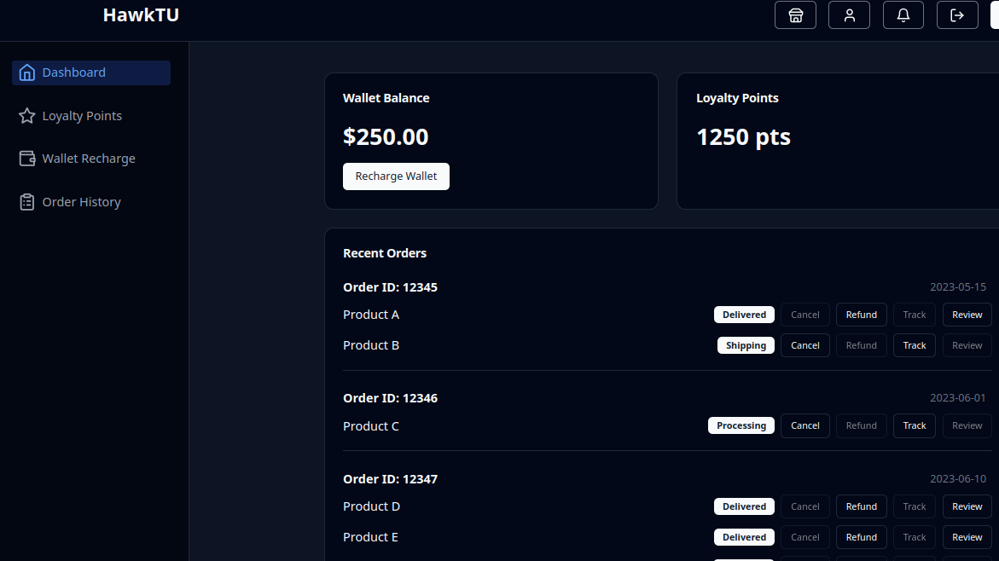 HawkTU
Dashboard
Loyalty Points
Wallet Recharge
Order History
Wallet Balance
$250.00
Recharge Wallet
Loyalty Points
1250 pts
Recent Orders
Order ID: 12345 2023-05-15
Product A Delivered Cancel Refund Track Review
Product B Shipping Cancel Refund Track Review
Order ID: 12346 2023-06-01
Product C Processing Cancel Refund Track Review
Order ID: 12347 2023-06-10
Product D Delivered Cancel Refund Track Review
Product E Delivered Cancel Refund Track Review